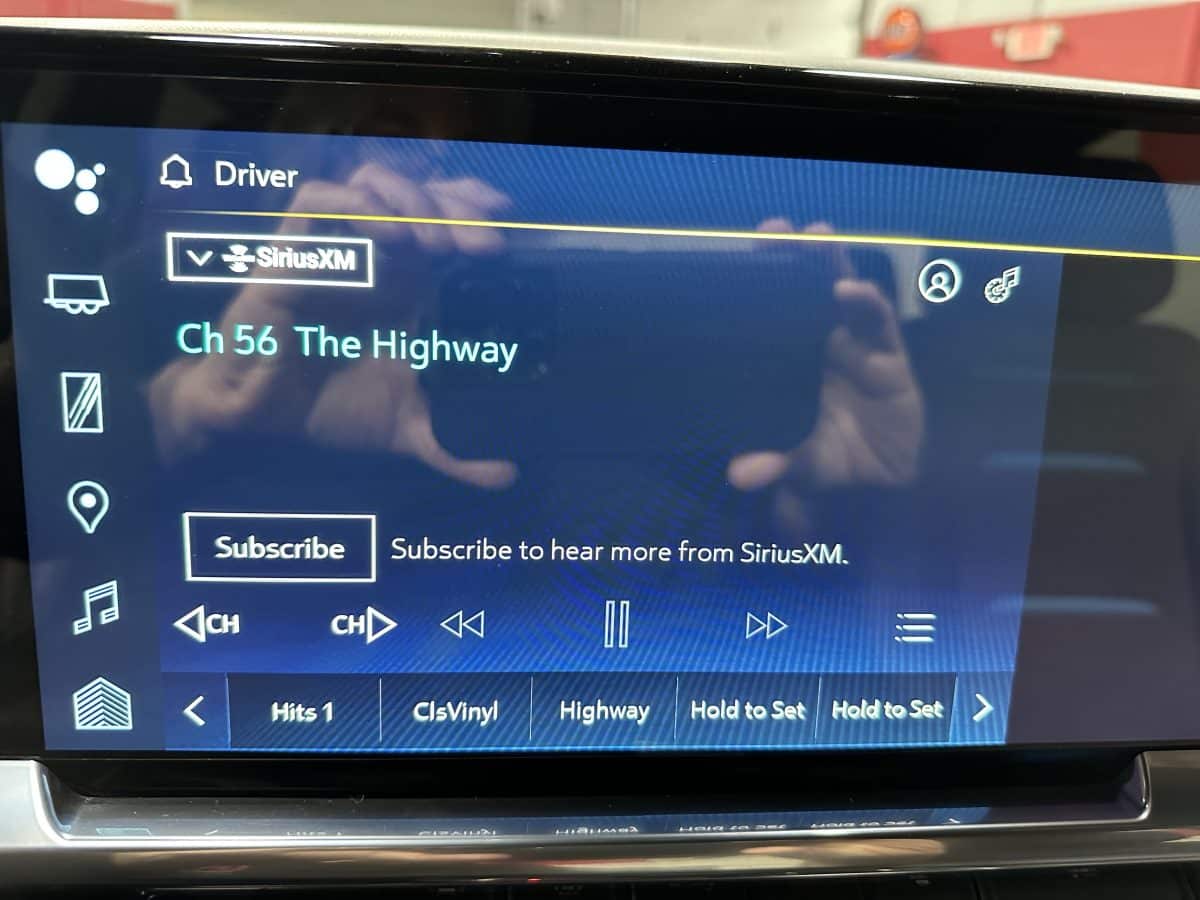 Driver
SiriusXM
Ch 56 The Highway
Subscribe Subscribe to hear more from SiriusXM.
CH CH
Hits 1 ClsVinyl Highway Hold to Set Hold to Set